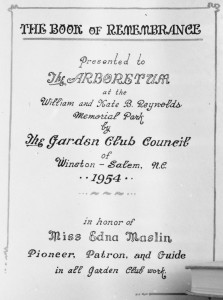 THE BOOK OF REMEMBRANCE
Presented to
The ARBORETUM
at the
William and Kate B. Reynolds
Memorial Park
by
The Garden Club Council
of
Winston - Salem, N.C.
··1954··
in honor of
Miss Edna Maslin
Pioneer, Patron, and Guide
in all Garden Club work.